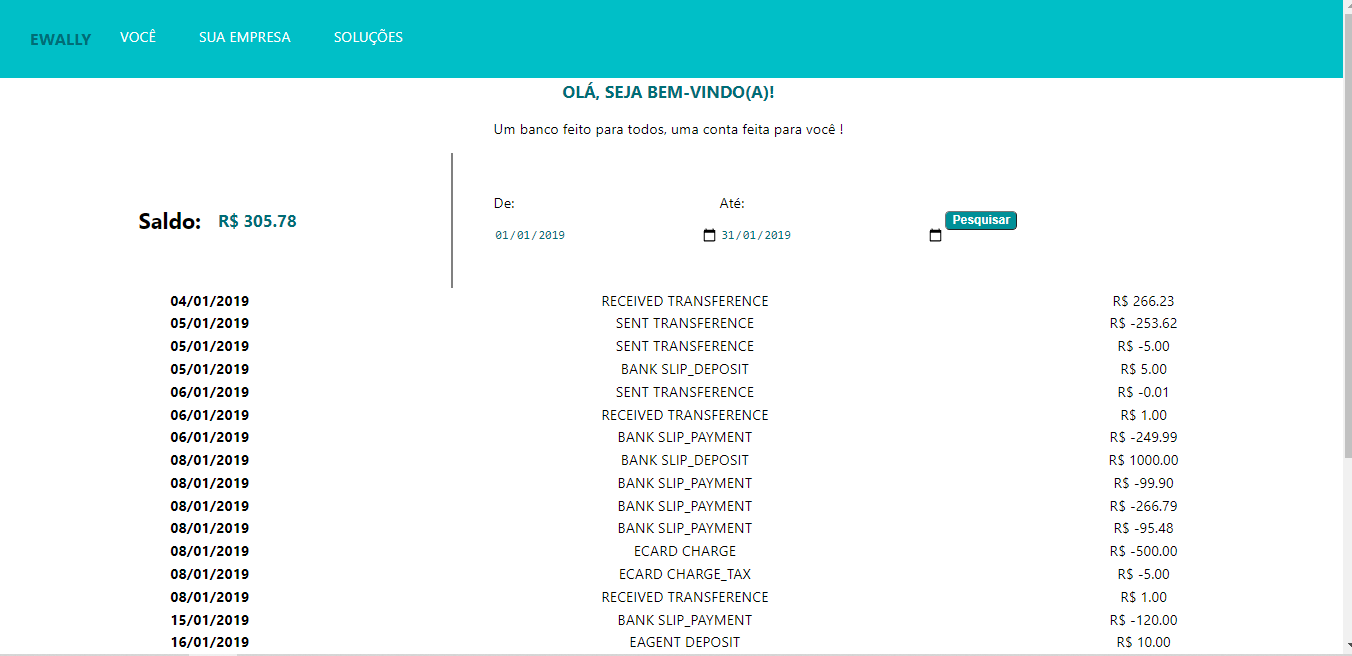 EWALLY VOCÊ SUA EMPRESA SOLUÇÕES
OLÁ, SEJA BEM-VINDO(A)!
Um banco feito para todos, uma conta feita para você !
De: Até:
Saldo: R$ 305.78 Pesquisar
01/01/2019 31/01/2019
04/01/2019 RECEIVED TRANSFERENCE R$ 266.23
05/01/2019 SENT TRANSFERENCE R$ -253.62
05/01/2019 SENT TRANSFERENCE R$ -5.00
05/01/2019 BANK SLIP_DEPOSIT R$ 5.00
06/01/2019 SENT TRANSFERENCE R$ -0.01
06/01/2019 RECEIVED TRANSFERENCE R$ 1.00
06/01/2019 BANK SLIP_PAYMENT R$ -249.99
08/01/2019 BANK SLIP_DEPOSIT R$ 1000.00
08/01/2019 BANK SLIP_PAYMENT R$ -99.90
08/01/2019 BANK SLIP_PAYMENT R$ -266.79
08/01/2019 BANK SLIP_PAYMENT R$ -95.48
08/01/2019 ECARD CHARGE R$ -500.00
08/01/2019 ECARD CHARGE_TAX R$ -5.00
08/01/2019 RECEIVED TRANSFERENCE R$ 1.00
15/01/2019 BANK SLIP_PAYMENT R$ -120.00
16/01/2019 EAGENT DEPOSIT R$ 10.00